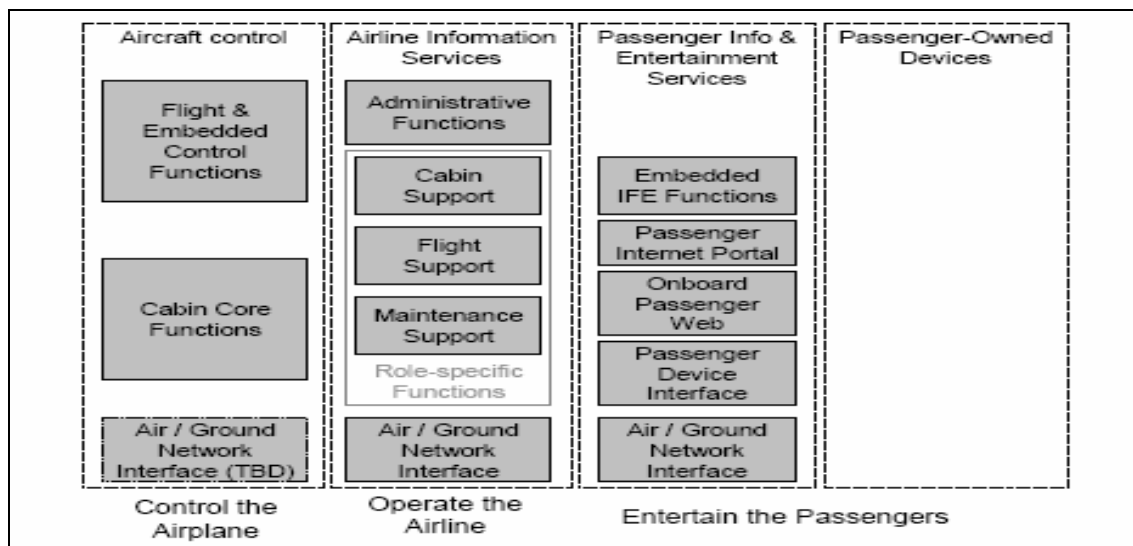 Aircraft control
Flight &
Embedded
Control
Functions
Cabin Core
Functions
Air / Ground
Network
Interface (TBD)
Control the
Airplane
Airline Information
Services
Administrative
Functions
Cabin
Support
Flight
Support
Maintenance
Support
Role-specific
Functions
Air / Ground
Network
Interface
Operate the
Airline
Passenger Info &
Entertainment
Services
Embedded
IFE Functions
Passenger
Internet Portal
Onboard
Passenger
Web
Passenger
Device
Interface
Air / Ground
Network
Interface
Passenger-Owned
Devices
Entertain the Passengers